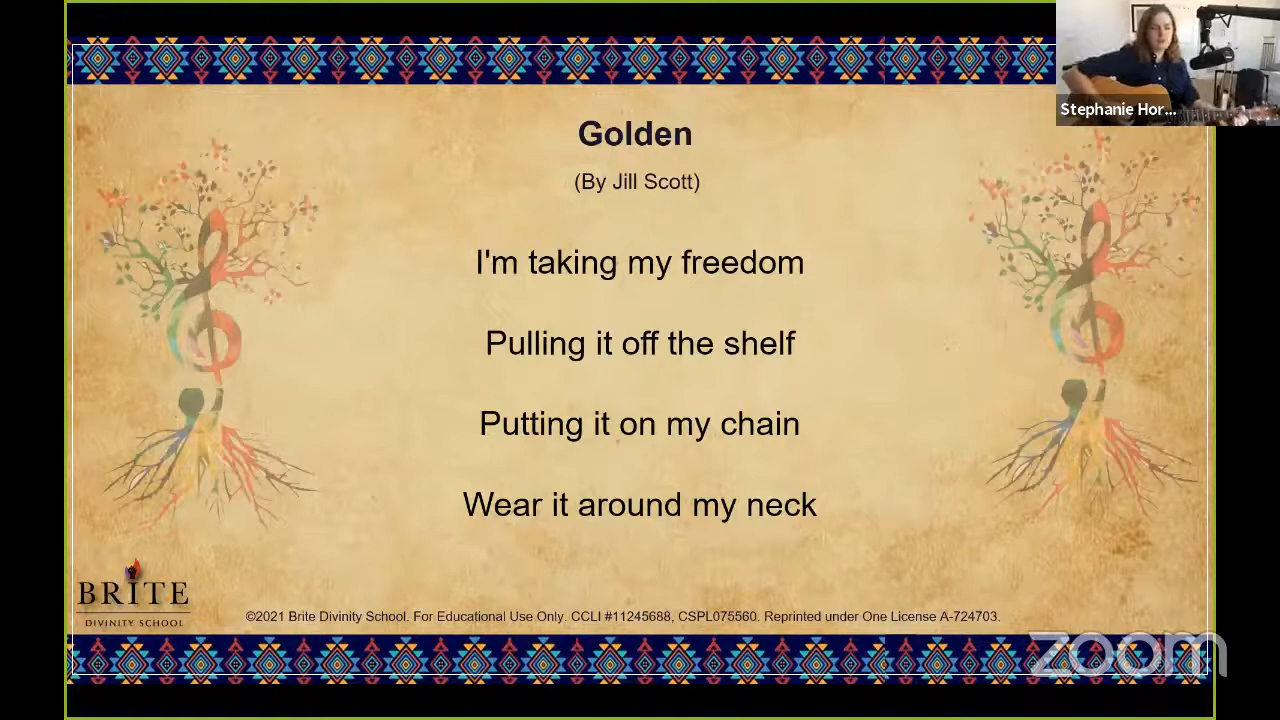 Stephanie Hor...
Golden
(By Jill Scott)
I'm taking my freedom
Pulling it off the shelf
Putting it on my chain
Wear it around my neck
BRITE
DIVINITY SCHOOL
©2021 Brite Divinity School. For Educational Use Only. CCLI #11245688, CSPL075560. Reprinted under One License A-724703.
zoom